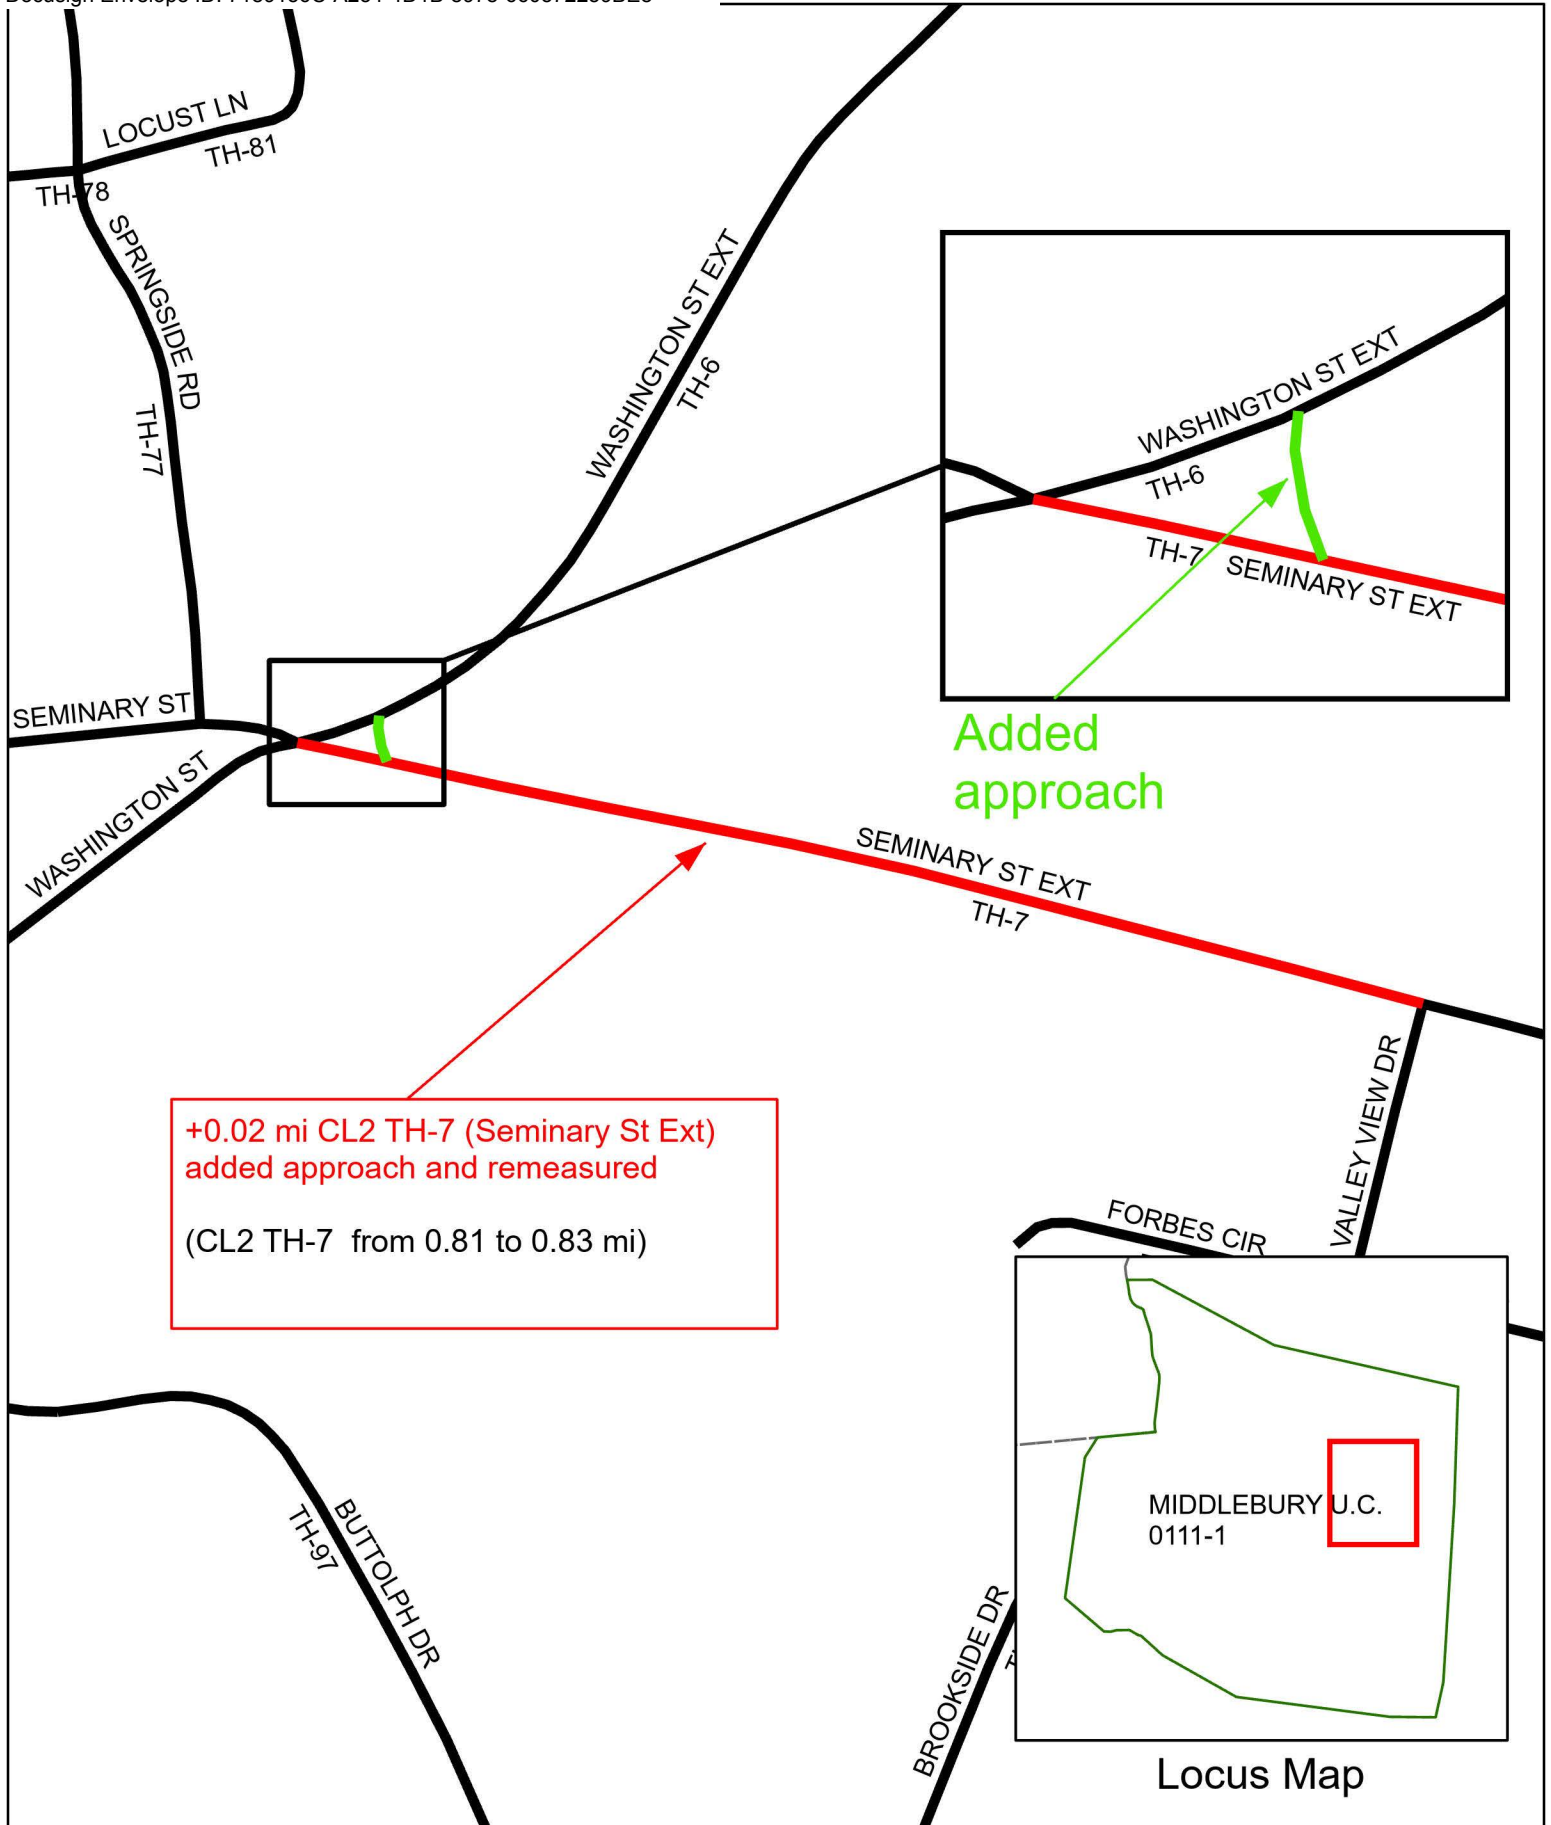 LOCUST LN
TH-81
TH-78
SPRINGSIDE RD
TH-77
WASHINGTON ST EXT
TH-6
WASHINGTON ST EXT
TH-6
TH-7
SEMINARY ST EXT
SEMINARY ST
WASHINGTON ST
Added
approach
SEMINARY ST EXT
TH-7
+0.02 mi CL2 TH-7 (Seminary St Ext)
added approach and remeasured
(CL2 TH-7 from 0.81 to 0.83 mi)
VALLEY VIEW DR
FORBES CIR
MIDDLEBURY U.C.
0111-1
BUTTOLPH DR
TH-97
BROOKSIDE DR
Locus Map